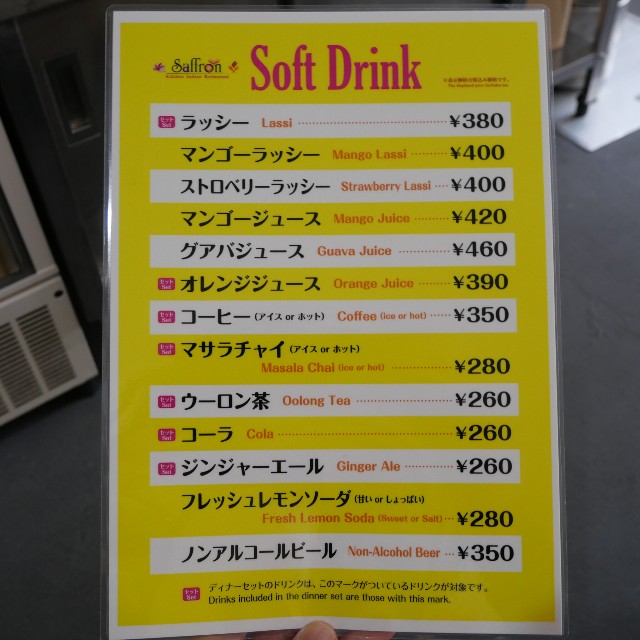 Saffron
Soft Drink
※表示価格は税込み価格です。
セット Set ラッシー Lassi ¥380
マンゴーラッシー Mango Lassi ¥400
ストロベリーラッシー Strawberry Lassi ¥400
マンゴージュース Mango Juice ¥420
グアバジュース Guava Juice ¥460
セット Set オレンジジュース Orange Juice ¥390
セット Set コーヒー (アイス or ホット) Coffee (ice or hot) ¥350
セット Set マサラチャイ (アイス or ホット)
Masala Chai (ice or hot) ¥280
セット Set ウーロン茶 Oolong Tea ¥260
セット Set コーラ Cola ¥260
セット Set ジンジャーエール Ginger Ale ¥260
フレッシュレモンソーダ (甘い or しょっぱい)
Fresh Lemon Soda (Sweet or Salt) ¥280
ノンアルコールビール Non-Alcohol Beer ¥350
セット Set ディナーセットのドリンクは、このマークがついているドリンクが対象です。
Drinks included in the dinner set are those with this mark.